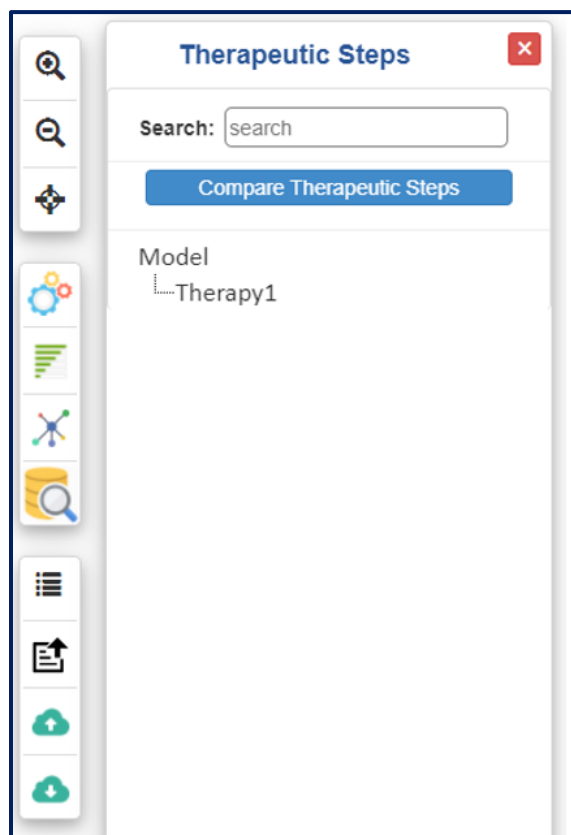 Therapeutic Steps
Search: search
Compare Therapeutic Steps
Model
Therapy1